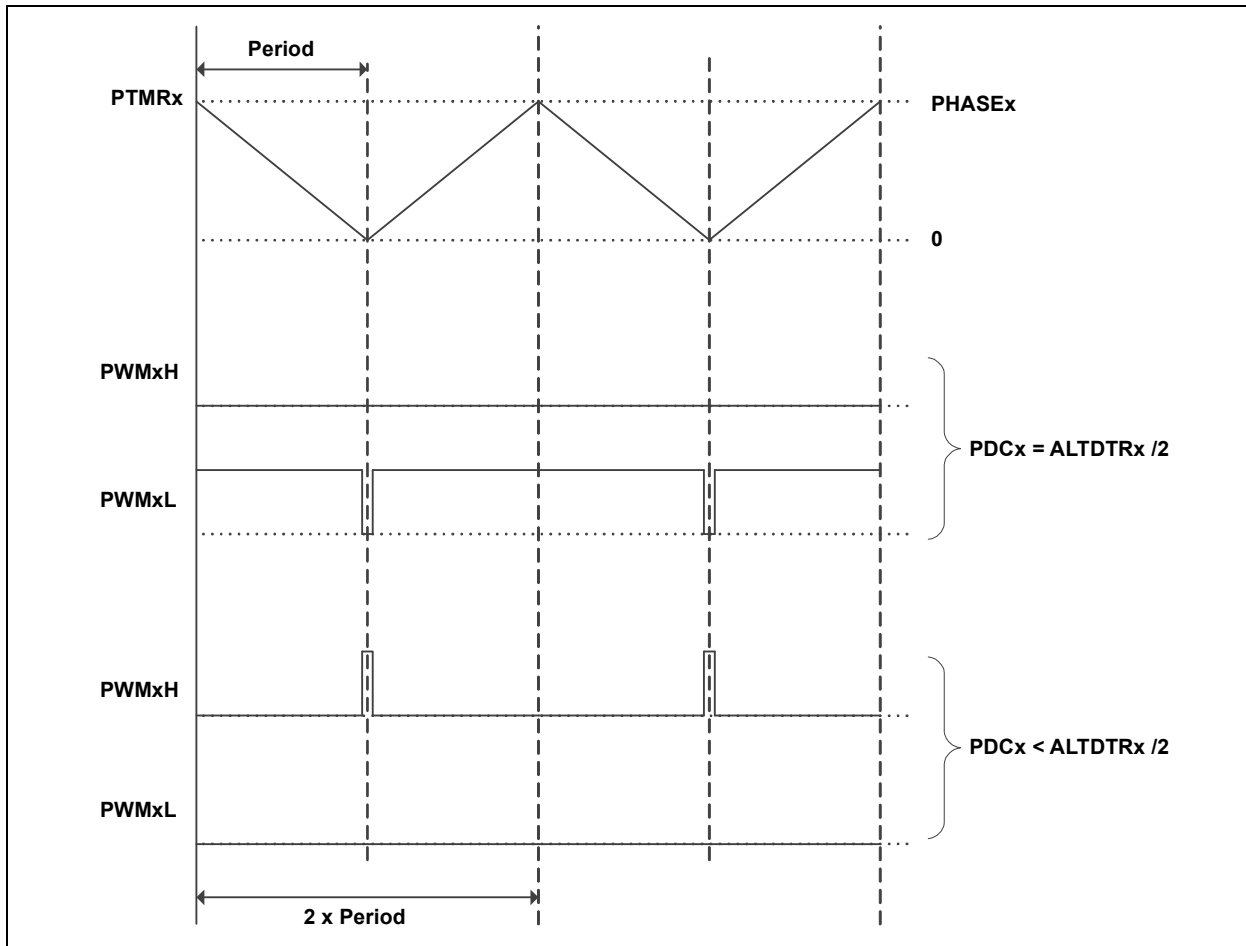 Period
PTMRx
PHASEx
0
PWMxH
PDCx = ALTDTRx /2
PWMxL
PWMxH
PDCx < ALTDTRx /2
PWMxL
2 x Period